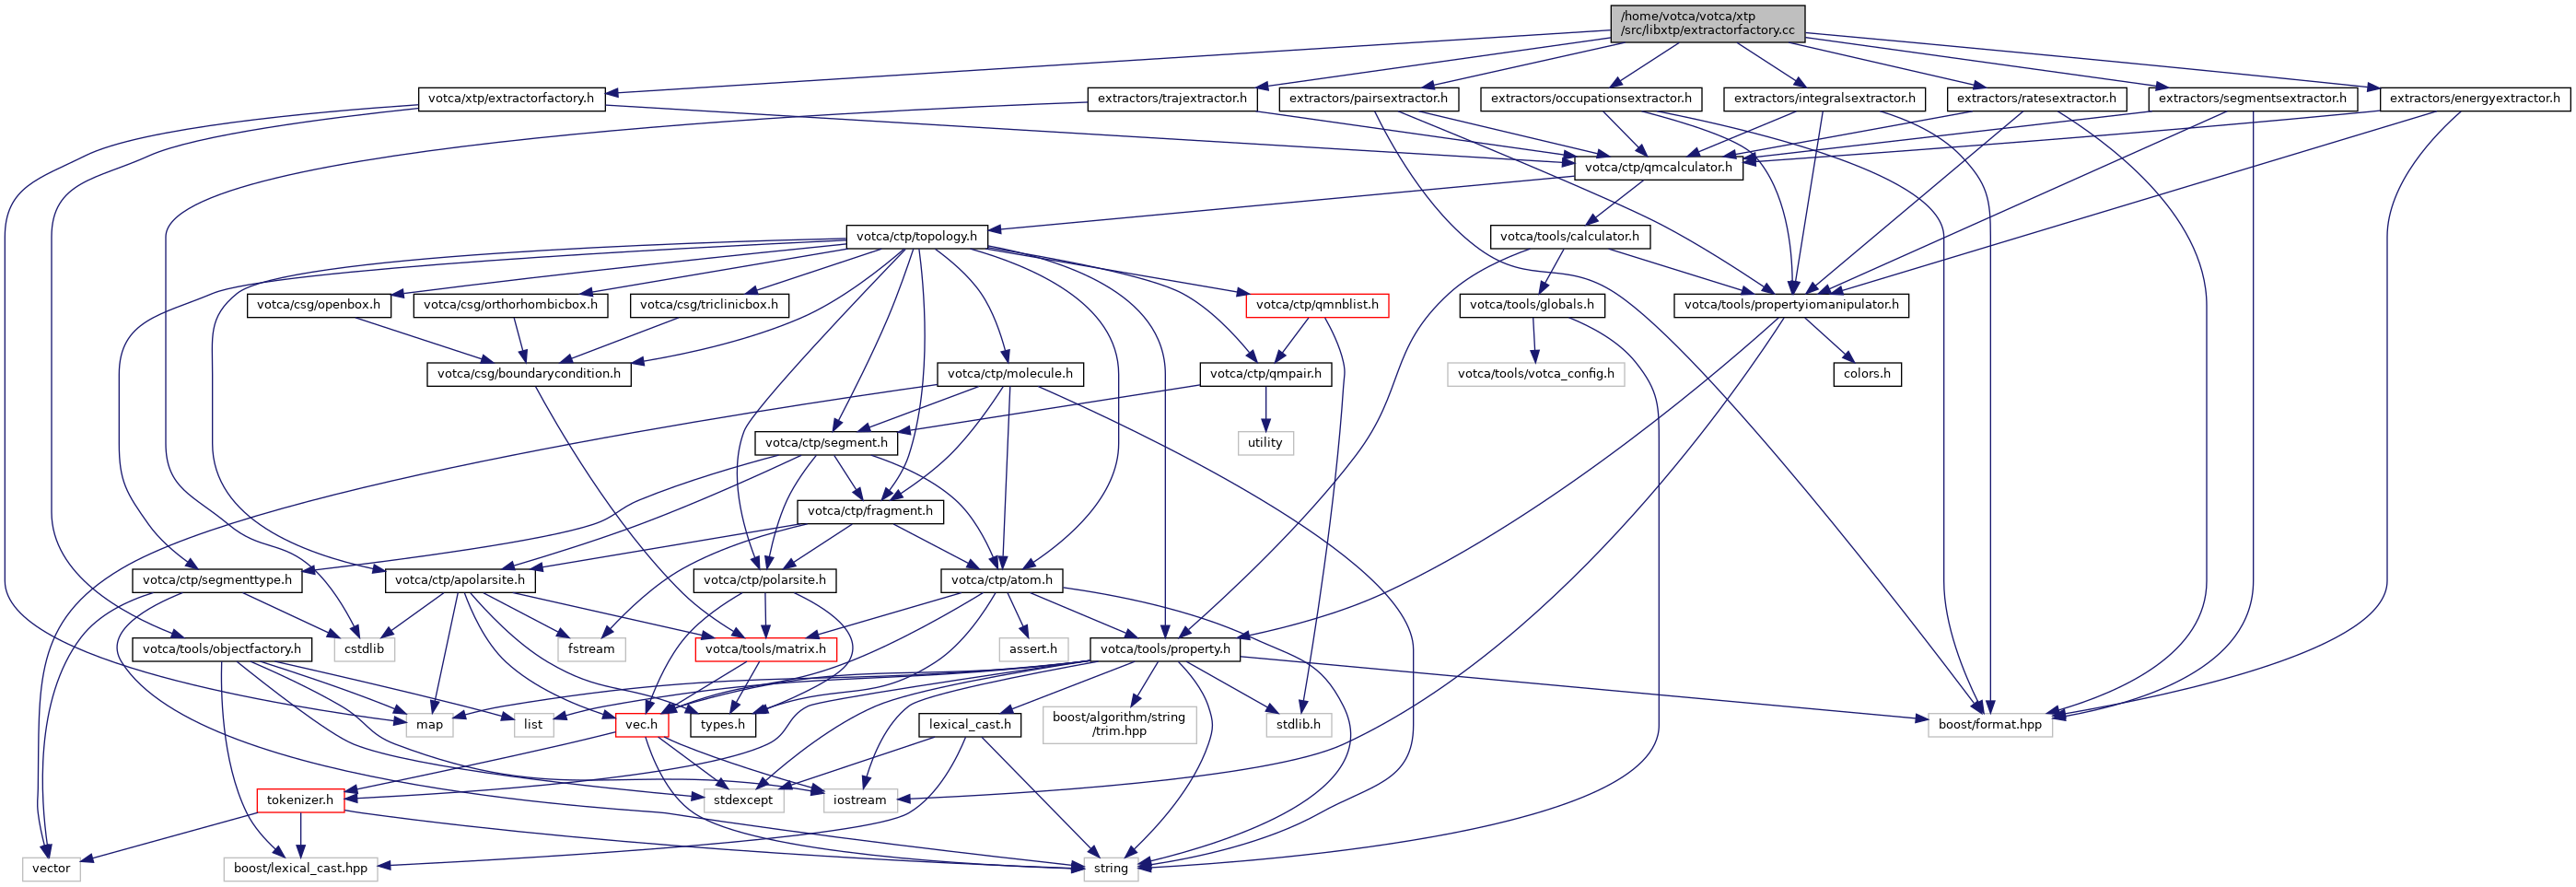 /home/votca/votca/xtp
/src/libxtp/extractorfactory.cc
votca/xtp/extractorfactory.h
extractors/trajextractor.h
extractors/pairsextractor.h
extractors/occupationsextractor.h
extractors/integralsextractor.h
extractors/ratesextractor.h
extractors/segmentsextractor.h
extractors/energyextractor.h
votca/ctp/qmcalculator.h
votca/ctp/topology.h
votca/tools/calculator.h
votca/csg/openbox.h
votca/csg/orthorhombicbox.h
votca/csg/triclinicbox.h
votca/ctp/qmnblist.h
votca/tools/globals.h
votca/tools/propertyiomanipulator.h
votca/csg/boundarycondition.h
votca/ctp/molecule.h
votca/ctp/qmpair.h
votca/tools/votca_config.h
colors.h
votca/ctp/segment.h
utility
votca/ctp/fragment.h
votca/ctp/segmenttype.h
votca/ctp/apolarsite.h
votca/ctp/polarsite.h
votca/ctp/atom.h
votca/tools/objectfactory.h
cstdlib
fstream
votca/tools/matrix.h
assert.h
votca/tools/property.h
map
list
vec.h
types.h
lexical_cast.h
boost/algorithm/string
/trim.hpp
stdlib.h
boost/format.hpp
tokenizer.h
stdexcept
iostream
vector
boost/lexical_cast.hpp
string